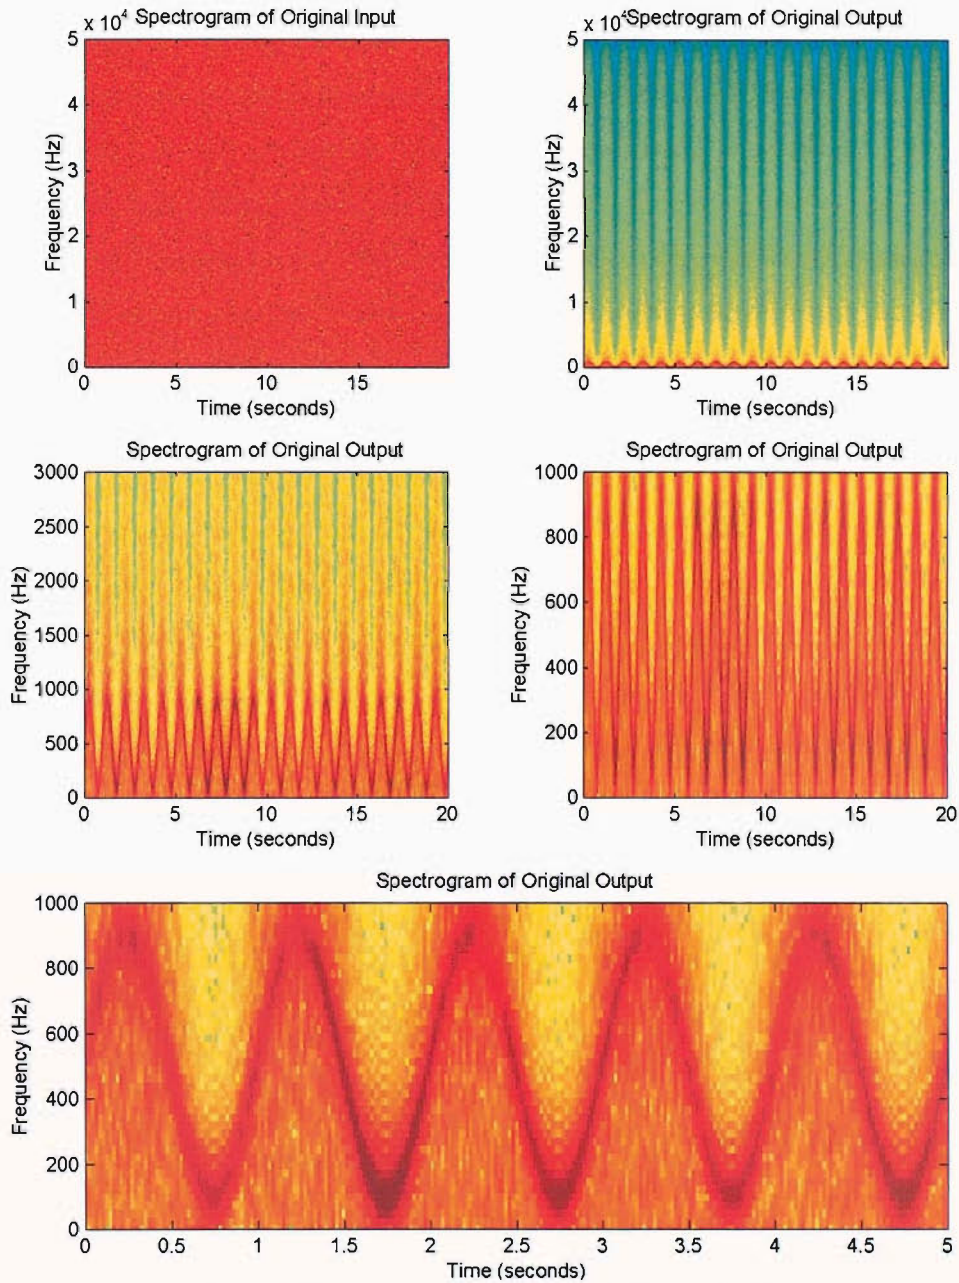 x 10⁴ Spectrogram of Original Input
5
4
3
2
1
0
Frequency (Hz)
0 5 10 15
Time (seconds)
x 10⁴ Spectrogram of Original Output
5
4
3
2
1
0
Frequency (Hz)
0 5 10 15
Time (seconds)
Spectrogram of Original Output
3000
2500
2000
1500
1000
500
0
Frequency (Hz)
0 5 10 15 20
Time (seconds)
Spectrogram of Original Output
1000
800
600
400
200
0
Frequency (Hz)
0 5 10 15 20
Time (seconds)
Spectrogram of Original Output
1000
800
600
400
200
0
Frequency (Hz)
0 0.5 1 1.5 2 2.5 3 3.5 4 4.5 5
Time (seconds)